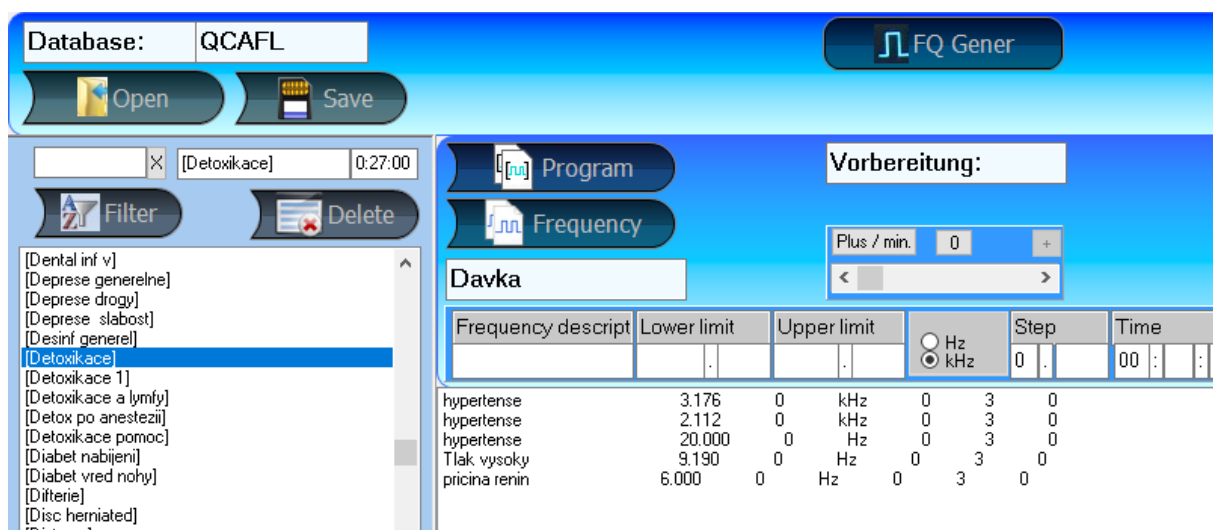 Database: QCAFL
FQ Gener
Open Save
X [Detoxikace] 0:27:00
Filter Delete
[Dental inf v]
[Deprese generelne]
[Deprese drogy]
[Deprese slabost]
[Desinf generel]
[Detoxikace]
[Detoxikace 1]
[Detoxikace a lymfy]
[Detox po anestezii]
[Detoxikace pomoc]
[Diabet nabijeni]
[Diabet vred nohy]
[Difterie]
[Disc herniated]
Program
Frequency
Davka
Vorbereitung:
Plus / min. 0 +
Frequency descript Lower limit Upper limit Hz kHz Step Time
. . 0 . 00 : :
hypertense 3.176 0 kHz 0 3 0
hypertense 2.112 0 kHz 0 3 0
hypertense 20.000 0 Hz 0 3 0
Tlak vysoky 9.190 0 Hz 0 3 0
pricina renin 6.000 0 Hz 0 3 0